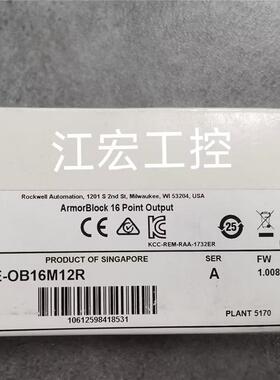 江宏工控
Rockwell Automation, 1201 S 2nd St, Milwaukee, WI 53204, USA
ArmorBlock 16 Point Output
CE
25
KCC-REM-RAA-1732ER
PRODUCT OF SINGAPORE SER FW
E-OB16M12R A 1.008
10612598418531
PLANT 5170